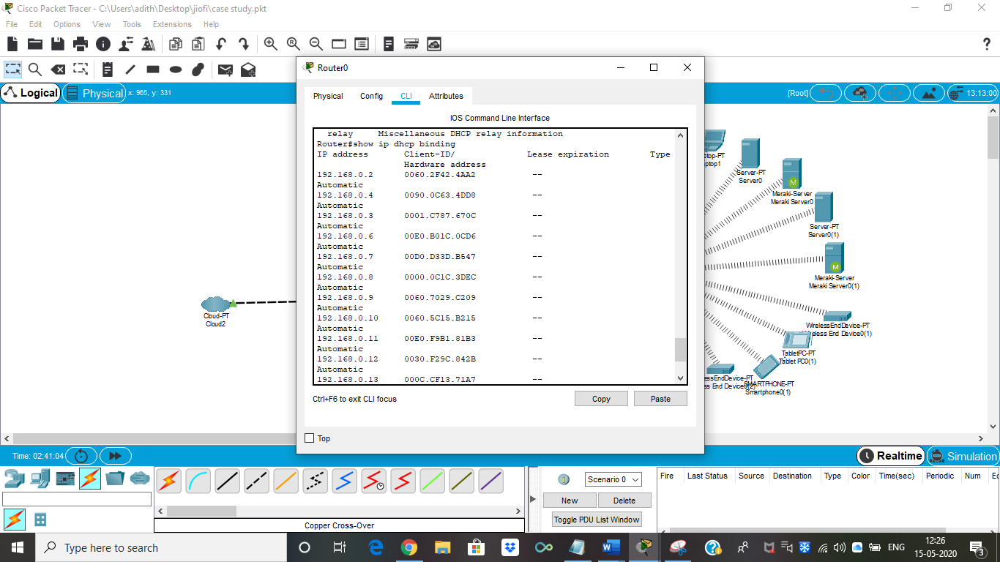 Cisco Packet Tracer - C:\Users\adith\Desktop\jiofi\case study.pkt
File Edit Options View Tools Extensions Help
?
Logical Physical x: 965, y: 331
[Root] 13:13:00
Router0
Physical Config CLI Attributes
IOS Command Line Interface
relay Miscellaneous DHCP relay information
Router#show ip dhcp binding
IP address Client-ID/ Lease expiration Type
Hardware address
192.168.0.2 0060.2F42.4AA2 --
Automatic
192.168.0.4 0090.0C63.4DD8 --
Automatic
192.168.0.3 0001.C787.670C --
Automatic
192.168.0.6 00E0.B01C.0CD6 --
Automatic
192.168.0.7 00D0.D33D.B547 --
Automatic
192.168.0.8 0000.0C1C.3DEC --
Automatic
192.168.0.9 0060.7029.C209 --
Automatic
192.168.0.10 0060.5C15.B215 --
Automatic
192.168.0.11 00E0.F9B1.81B3 --
Automatic
192.168.0.12 0030.F29C.842B --
Automatic
192.168.0.13 000C.CF13.71A7 --
Ctrl+F6 to exit CLI focus
Copy Paste
Top
Cloud-PT
Cloud2
top-PT
ptop1
Server-PT
Server0
M
Meraki-Server
Meraki Server0
Server-PT
Server0(1)
M
Meraki-Server
Meraki Server0(1)
WirelessEndDevice-PT
eless End Device0(1)
TabletPC-PT
Tablet PC0(1)
essEndDevice-PT
ss End Device0(2)
SMARTPHONE-PT
Smartphone0(1)
Time: 02:41:04
Realtime Simulation
Copper Cross-Over
Scenario 0
New Delete
Toggle PDU List Window
Fire Last Status Source Destination Type Color Time(sec) Periodic Num
Type here to search
ENG
12:26
15-05-2020
3